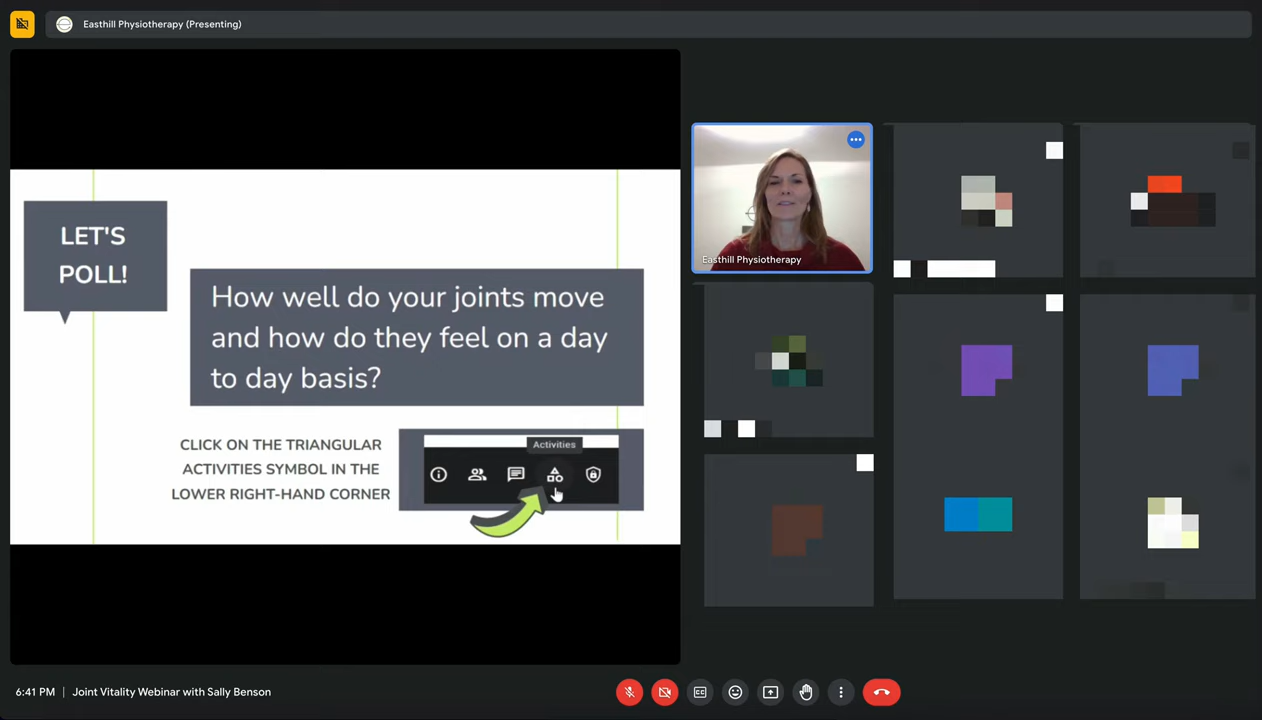 Easthill Physiotherapy (Presenting)
LET'S
POLL!
How well do your joints move
and how do they feel on a day
to day basis?
CLICK ON THE TRIANGULAR
ACTIVITIES SYMBOL IN THE
LOWER RIGHT-HAND CORNER
Activities
Easthill Physiotherapy
6:41 PM | Joint Vitality Webinar with Sally Benson